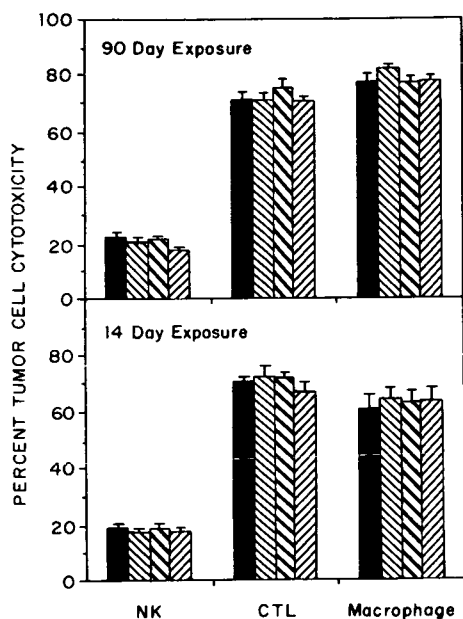 PERCENT TUMOR CELL CYTOTOXICITY
100
90 Day Exposure
80
60
40
20
0
14 Day Exposure
80
60
40
20
0
NK CTL Macrophage